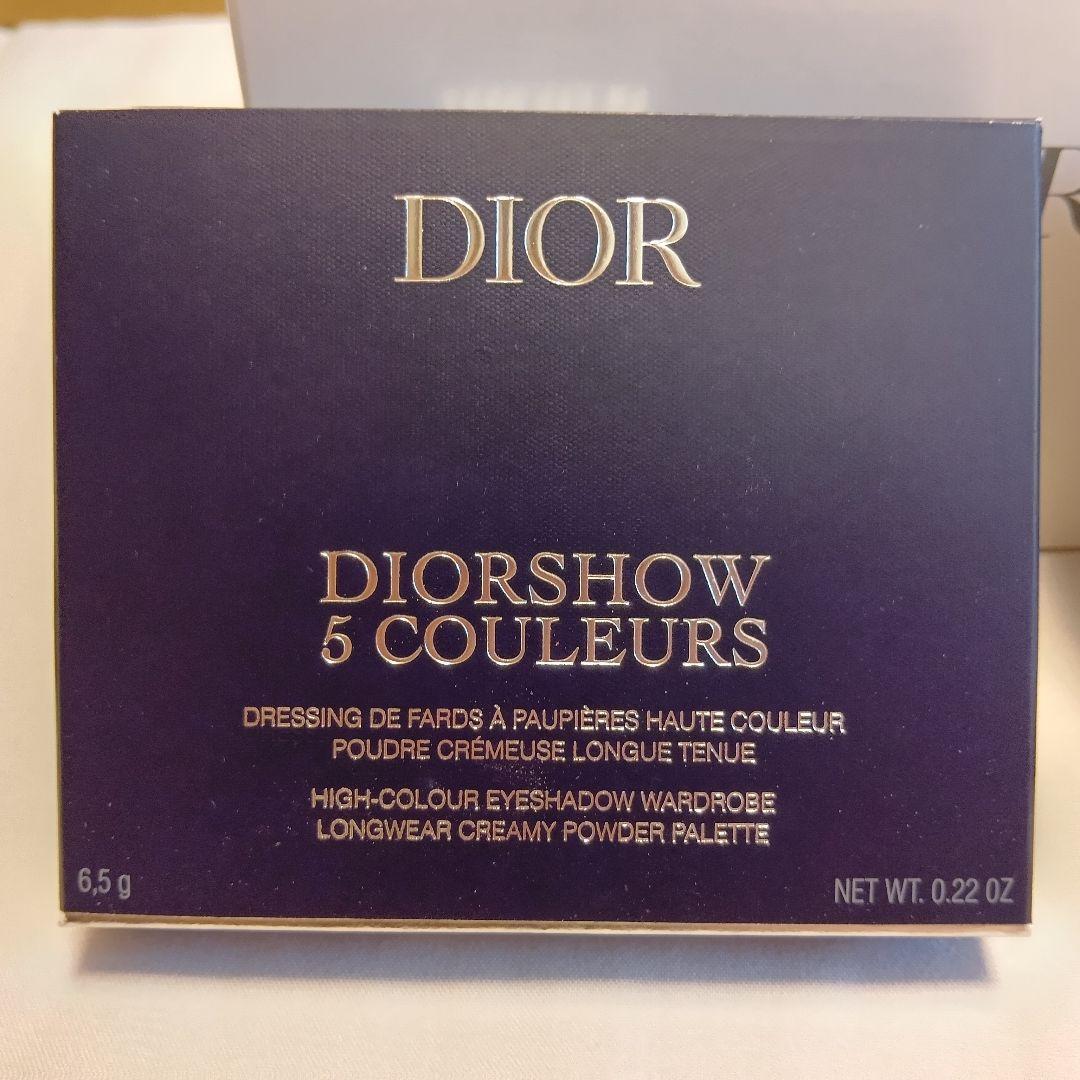 DIOR
DIORSHOW
5 COULEURS
DRESSING DE FARDS À PAUPIÈRES HAUTE COULEUR
POUDRE CRÉMEUSE LONGUE TENUE
HIGH-COLOUR EYESHADOW WARDROBE
LONGWEAR CREAMY POWDER PALETTE
6,5 g
NET WT. 0.22 OZ